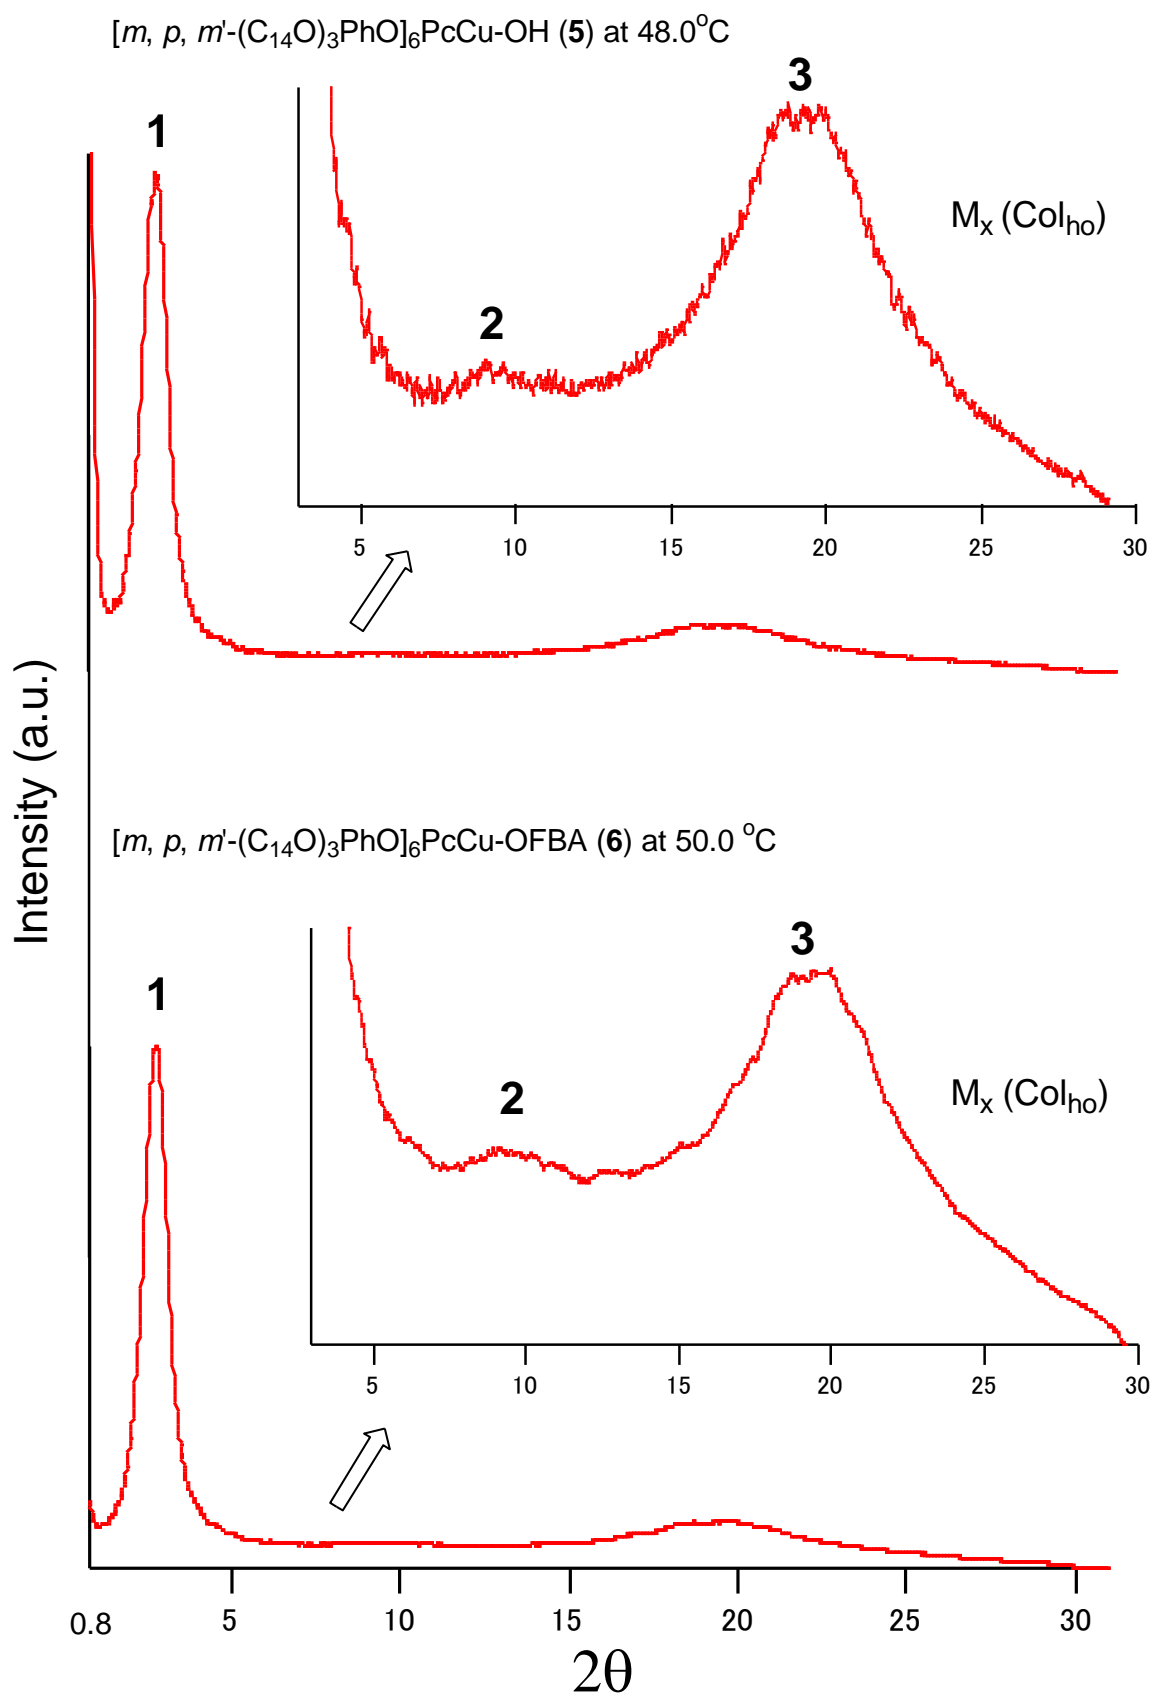 [m, p, m'-(C₁₄O)₃PhO]₆PcCu-OH (5) at 48.0°C
3
1
Mₓ (Colₕₒ)
2
5 10 15 20 25 30
Intensity (a.u.)
[m, p, m'-(C₁₄O)₃PhO]₆PcCu-OFBA (6) at 50.0 °C
3
1
2
Mₓ (Colₕₒ)
5 10 15 20 25 30
0.8 5 10 15 20 25 30
2θ